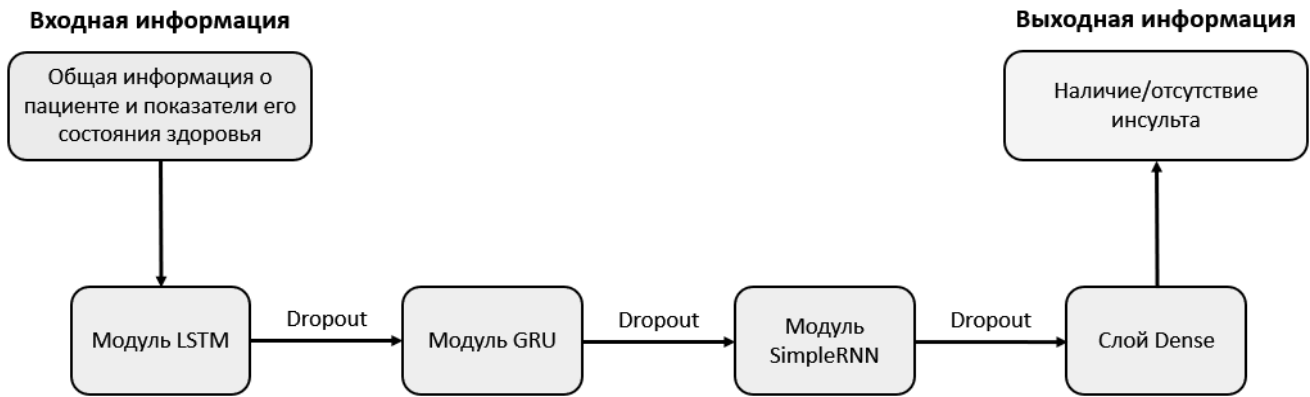 Входная информация
Общая информация о
пациенте и показатели его
состояния здоровья
Выходная информация
Наличие/отсутствие
инсульта
Модуль LSTM
Dropout
Модуль GRU
Dropout
Модуль
SimpleRNN
Dropout
Слой Dense